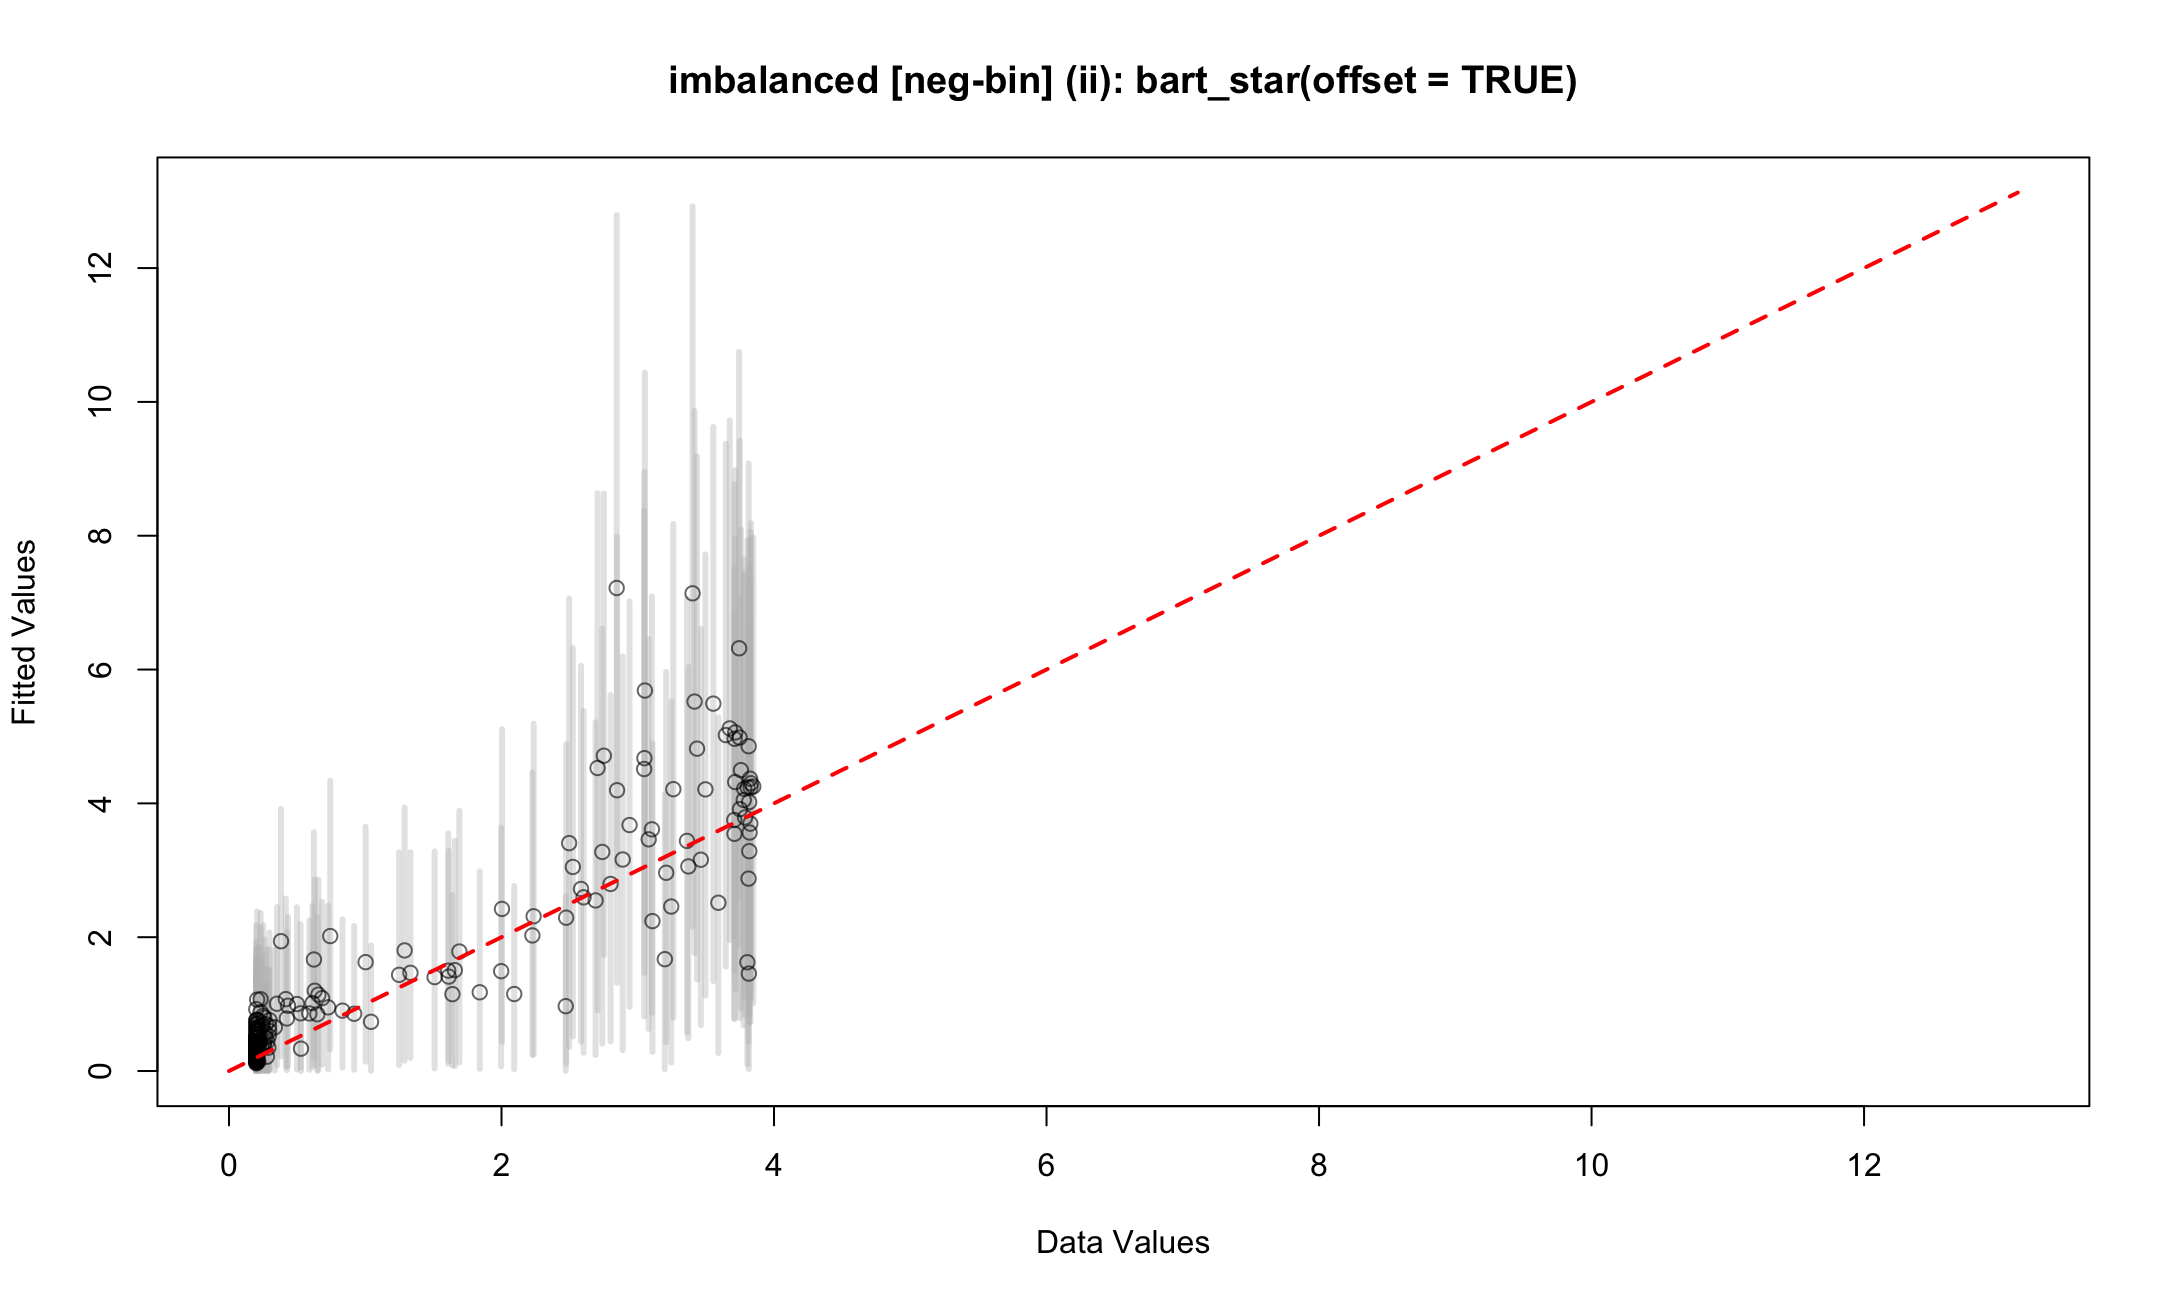 imbalanced [neg-bin] (ii): bart_star(offset = TRUE)
Fitted Values
12
10
8
6
4
2
0
0 2 4 6 8 10 12
Data Values